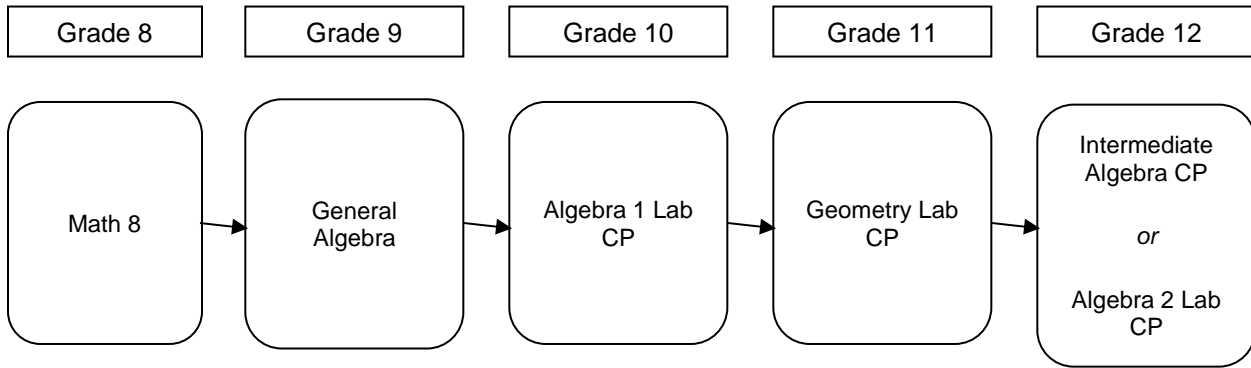 Grade 8
Grade 9
Grade 10
Grade 11
Grade 12
Math 8
General
Algebra
Algebra 1 Lab
CP
Geometry Lab
CP
Intermediate
Algebra CP
or
Algebra 2 Lab
CP